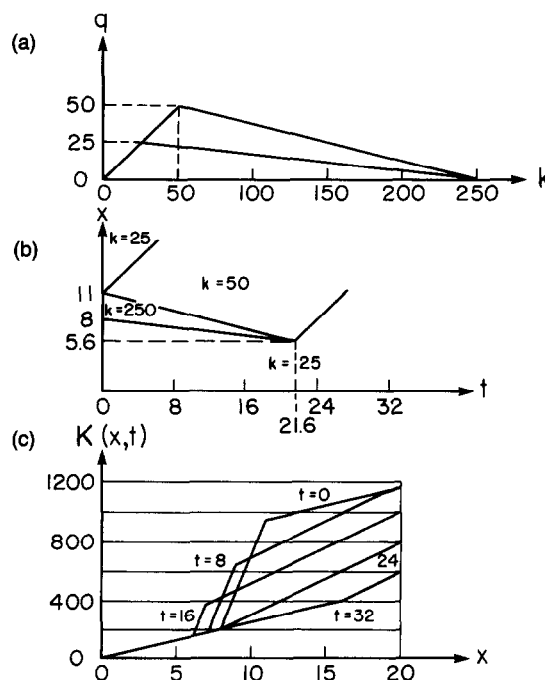 (a)
q
50
25
0
0 50 100 150 200 250 k
(b)
x
k=25
k=50
11
k=250
8
5.6
k=25
0 8 16 24 32 t
21.6
(c)
K (x,t)
1200
t=0
800
t=8
24
400
t=16
t=32
0
0 5 10 15 20 x